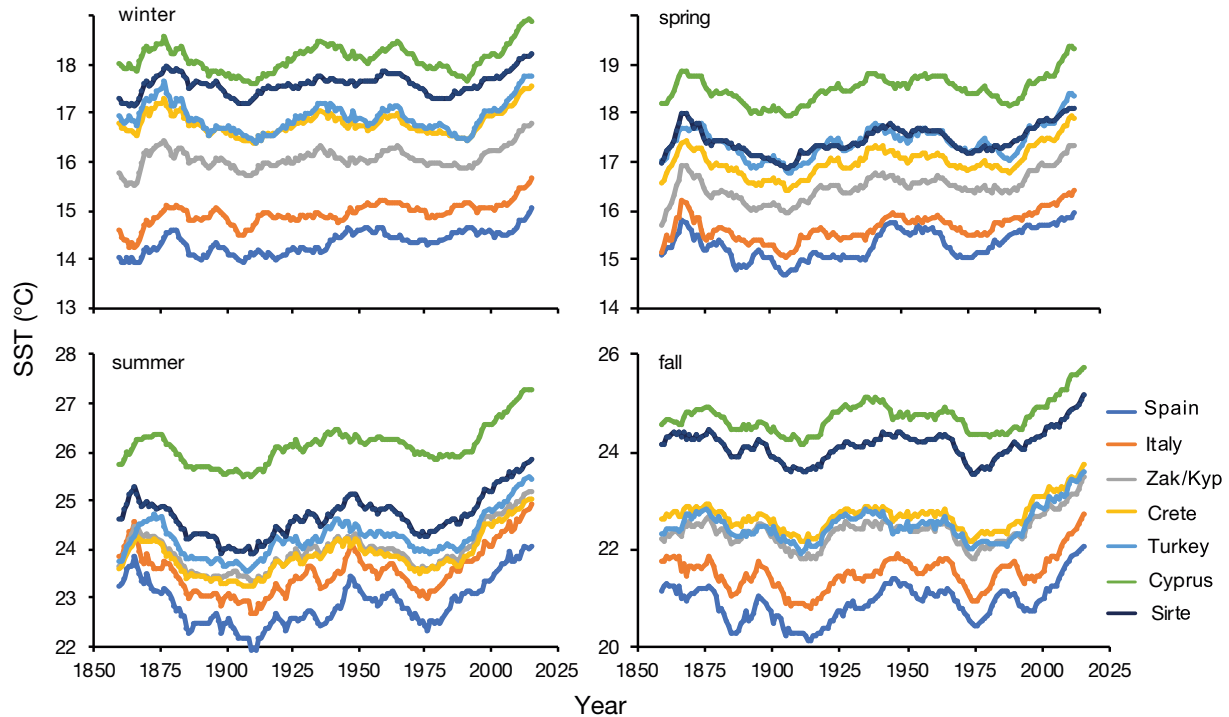 winter
spring
18
17
16
15
14
13
19
18
17
16
15
14
SST (°C)
summer
fall
28
27
26
25
24
23
22
26
24
22
20
1850 1875 1900 1925 1950 1975 2000 2025
1850 1875 1900 1925 1950 1975 2000 2025
Year
Spain
Italy
Zak/Kyp
Crete
Turkey
Cyprus
Sirte